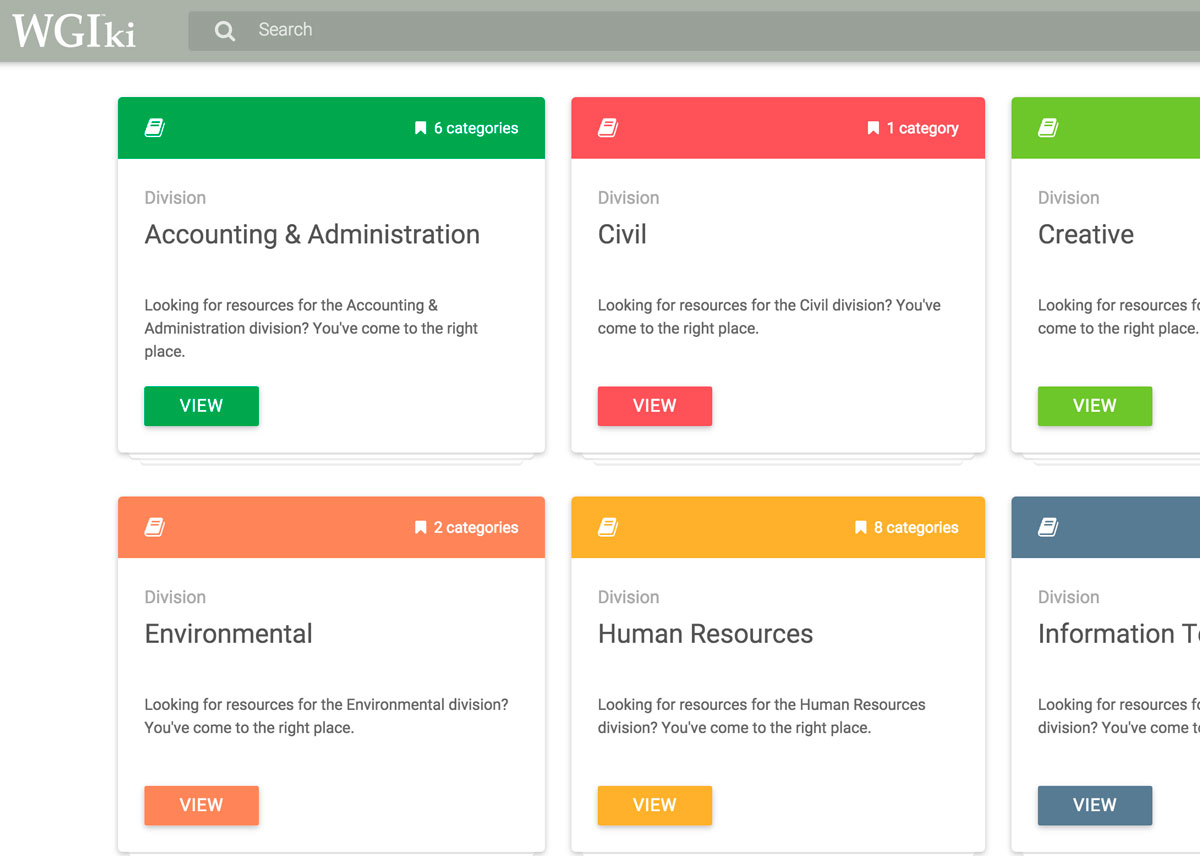 WGIki
Search
6 categories
Division
Accounting & Administration
Looking for resources for the Accounting &
Administration division? You've come to the right
place.
VIEW
1 category
Division
Civil
Looking for resources for the Civil division? You've
come to the right place.
VIEW
Division
Creative
Looking for resources
come to the right place.
VIEW
2 categories
Division
Environmental
Looking for resources for the Environmental division?
You've come to the right place.
VIEW
8 categories
Division
Human Resources
Looking for resources for the Human Resources
division? You've come to the right place.
VIEW
Division
Information
Looking for resources
division? You've come
VIEW